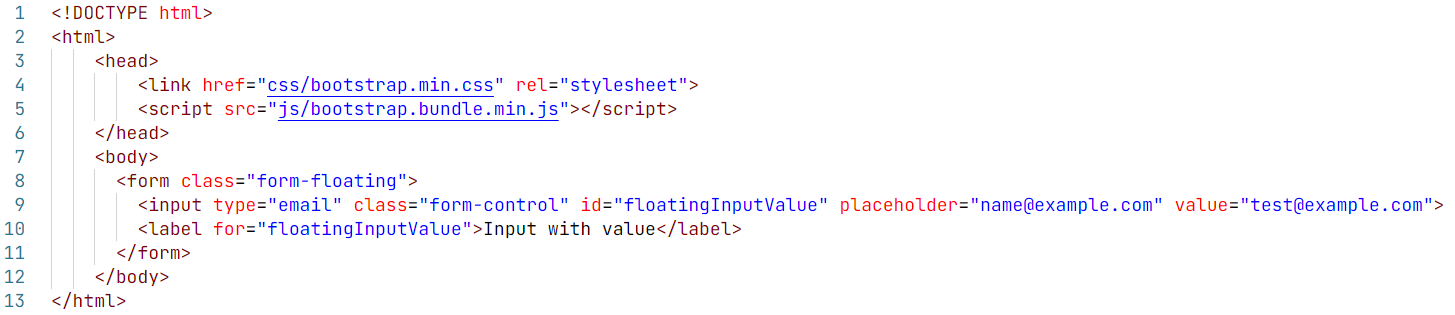 1 <!DOCTYPE html>
2 <html>
3     <head>
4         <link href="css/bootstrap.min.css" rel="stylesheet">
5         <script src="js/bootstrap.bundle.min.js"></script>
6     </head>
7     <body>
8       <form class="form-floating">
9         <input type="email" class="form-control" id="floatingInputValue" placeholder="name@example.com" value="test@example.com">
10         <label for="floatingInputValue">Input with value</label>
11       </form>
12     </body>
13 </html>